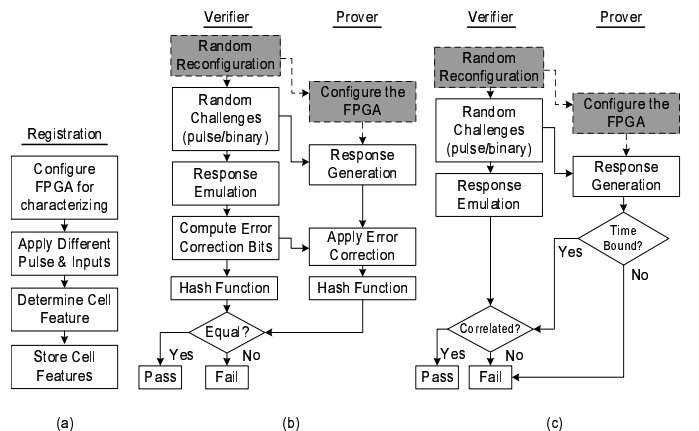 Registration
Configure
FPGA for
characterizing
Apply Different
Pulse & Inputs
Determine Cell
Feature
Store Cell
Features
(a)
Verifier
Prover
Random
Reconfiguration
Configure the
FPGA
Random
Challenges
(pulse/binary)
Response
Generation
Response
Emulation
Compute Error
Correction Bits
Apply Error
Correction
Hash Function
Hash Function
Equal?
Yes
No
Pass
Fail
(b)
Verifier
Prover
Random
Reconfiguration
Configure the
FPGA
Random
Challenges
(pulse/binary)
Response
Generation
Response
Emulation
Time
Bound?
Yes
No
Correlated?
Yes
No
Pass
Fail
(c)